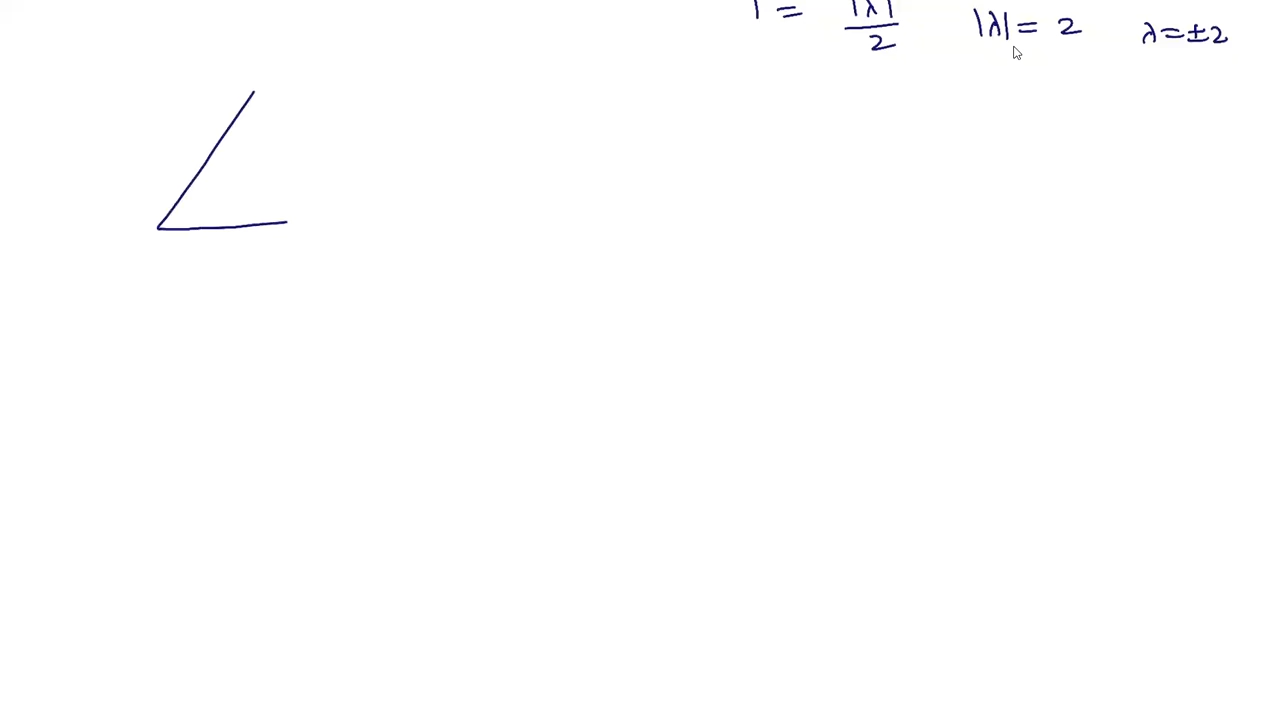 1 = |λ|/2 |λ| = 2 λ = ±2